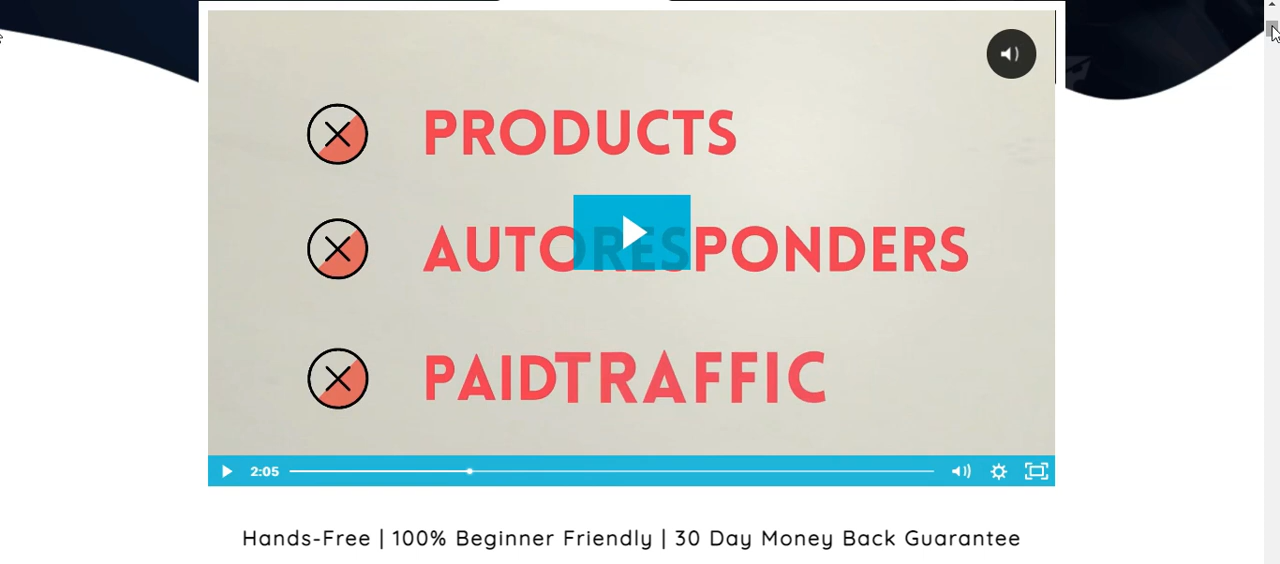 PRODUCTS
AUTORESPONDERS
PAIDTRAFFIC
2:05
Hands-Free | 100% Beginner Friendly | 30 Day Money Back Guarantee